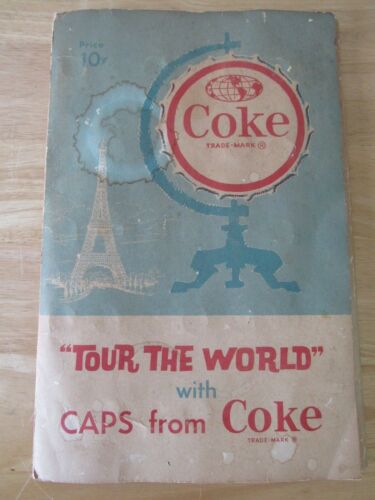 Price
10¢
Coke
TRADE-MARK ®
"TOUR THE WORLD"
with
CAPS from Coke
TRADE-MARK ®